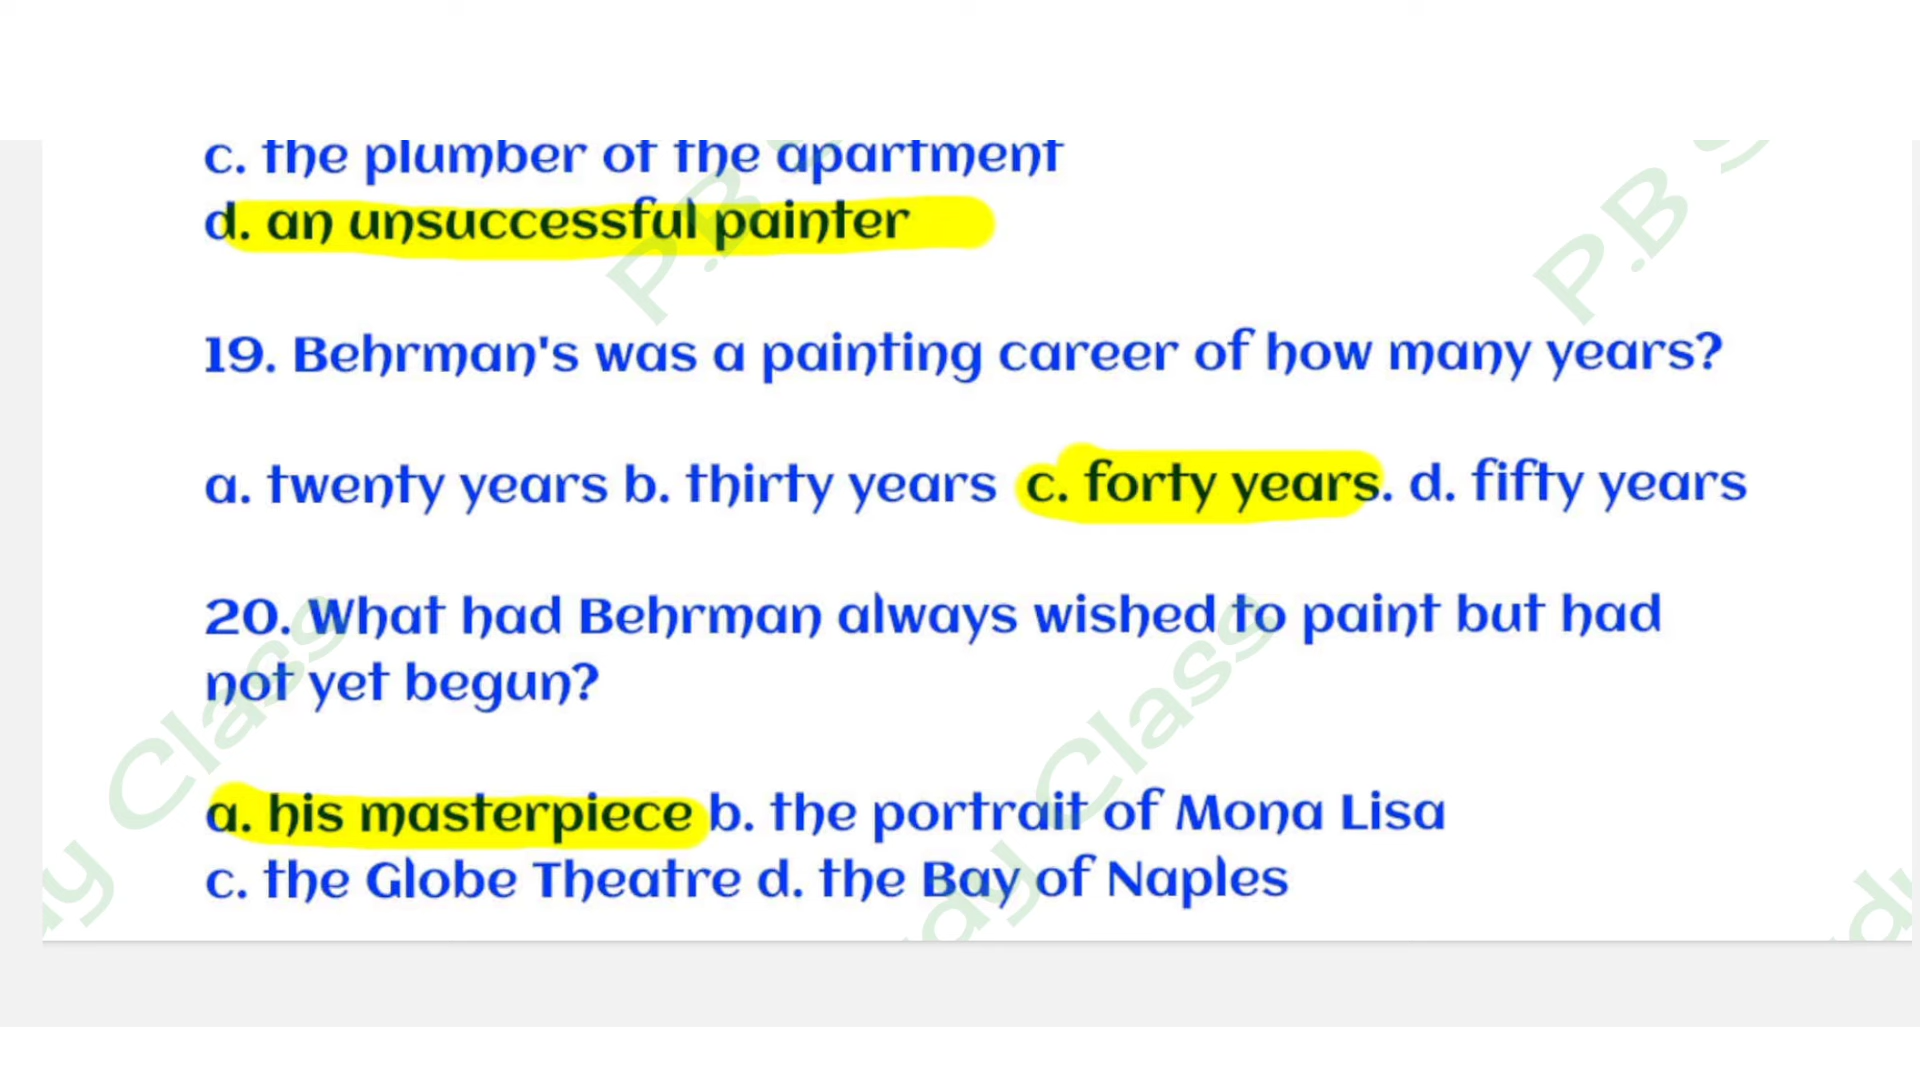 c. the plumber of the apartment
d. an unsuccessful painter
P.B S
P.B S
19. Behrman's was a painting career of how many years?
a. twenty years b. thirty years c. forty years. d. fifty years
20. What had Behrman always wished to paint but had
not yet begun?
Class
Class
a. his masterpiece b. the portrait of Mona Lisa
c. the Globe Theatre d. the Bay of Naples